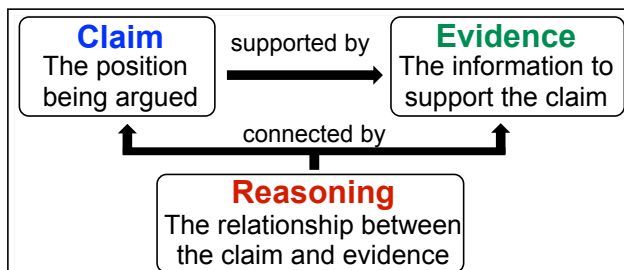 Claim
The position
being argued
supported by
Evidence
The information to
support the claim
connected by
Reasoning
The relationship between
the claim and evidence